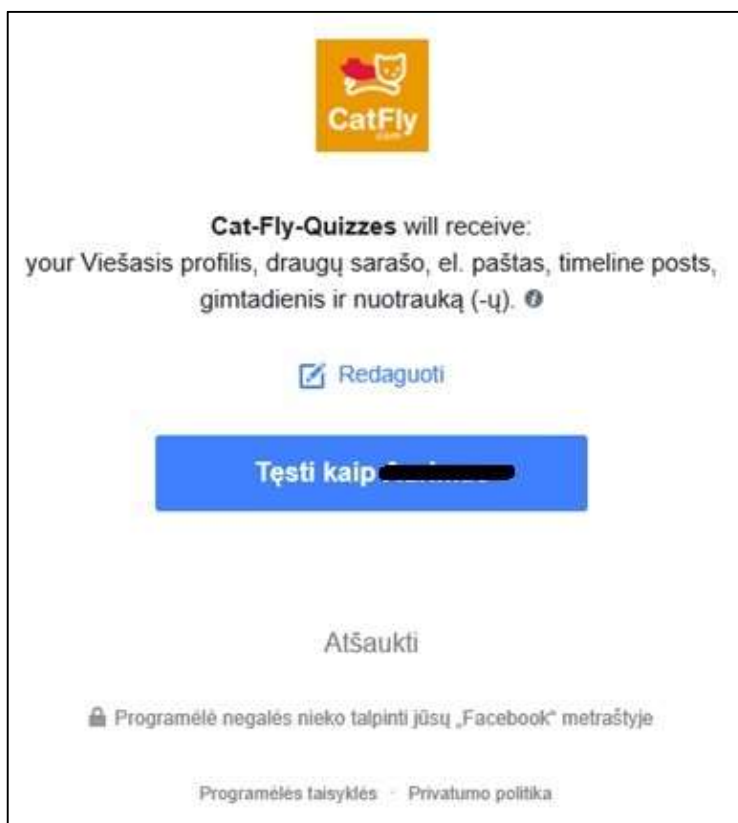 CatFly
.com
Cat-Fly-Quizzes will receive:
your Viešasis profilis, draugų sarašo, el. paštas, timeline posts,
gimtadienis ir nuotrauką (-ų).
Redaguoti
Tęsti kaip
Atšaukti
Programėlė negalės nieko talpinti jūsų „Facebook“ metraštyje
Programėlės taisyklės · Privatumo politika